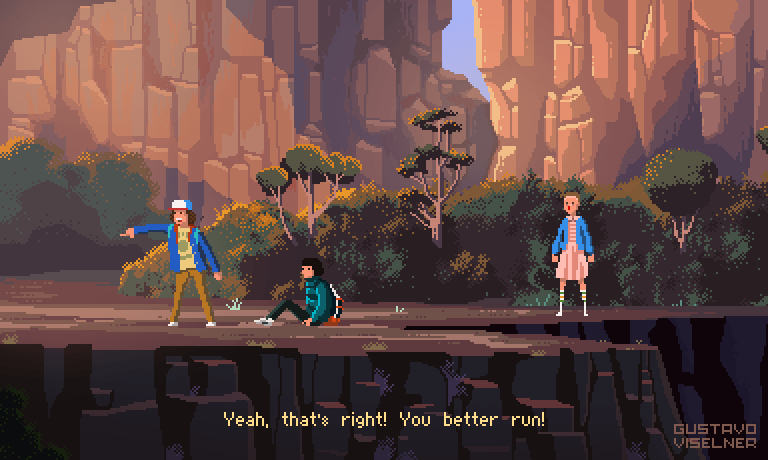 Yeah, that's right! You better run!
GUSTAVO
VISELNER